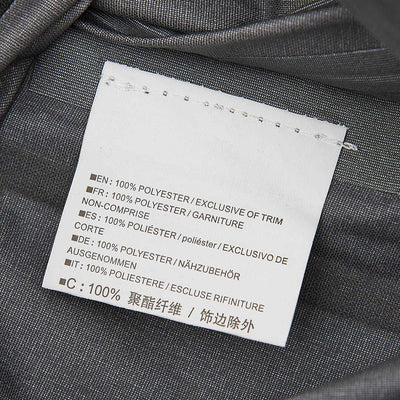 ■EN: 100% POLYESTER / EXCLUSIVE OF TRIM
■FR: 100% POLYESTER / GARNITURE
NON-COMPRISE
■ES: 100% POLIÉSTER / poliéster / EXCLUSIVO DE
CORTE
■DE: 100% POLYESTER / NÄHZUBEHÖR
AUSGENOMMEN
■IT: 100% POLIESTERE / ESCLUSE RIFINITURE
■C: 100% 聚酯纤维 / 饰边除外